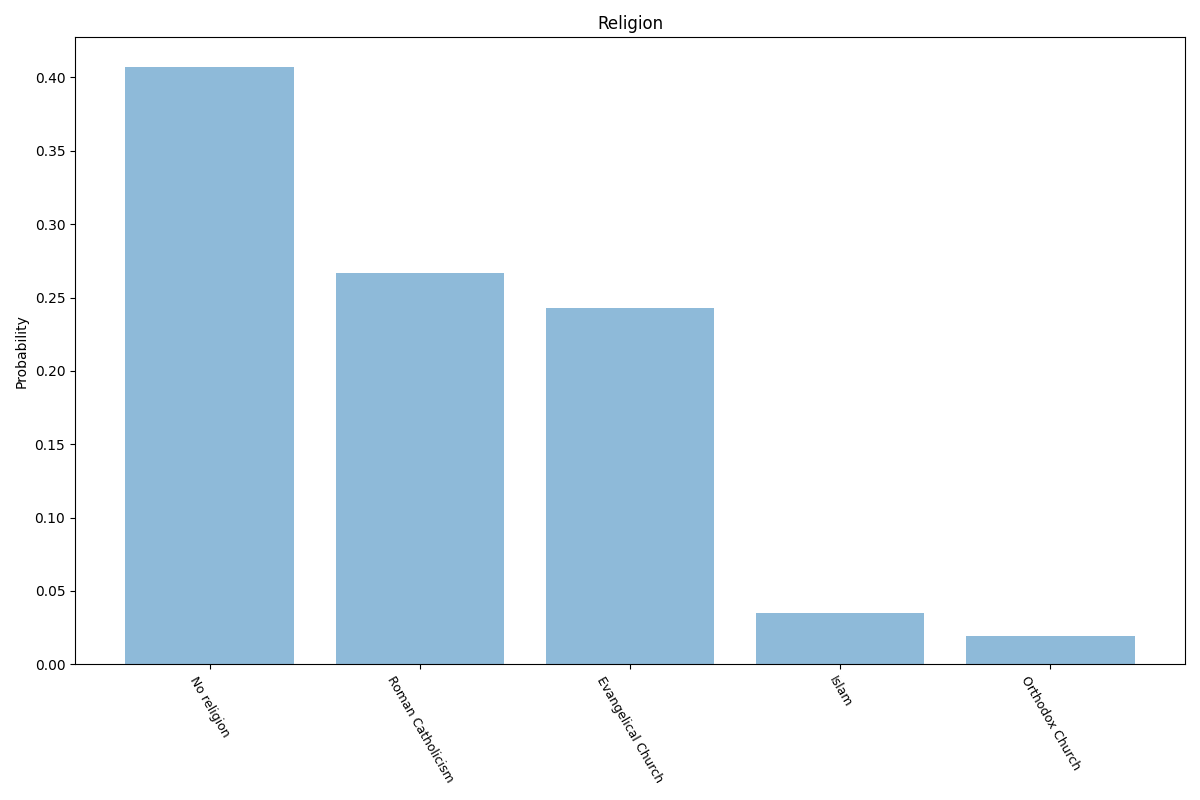 Religion
Probability
0.40
0.35
0.30
0.25
0.20
0.15
0.10
0.05
0.00
No religion
Roman Catholicism
Evangelical Church
Islam
Orthodox Church